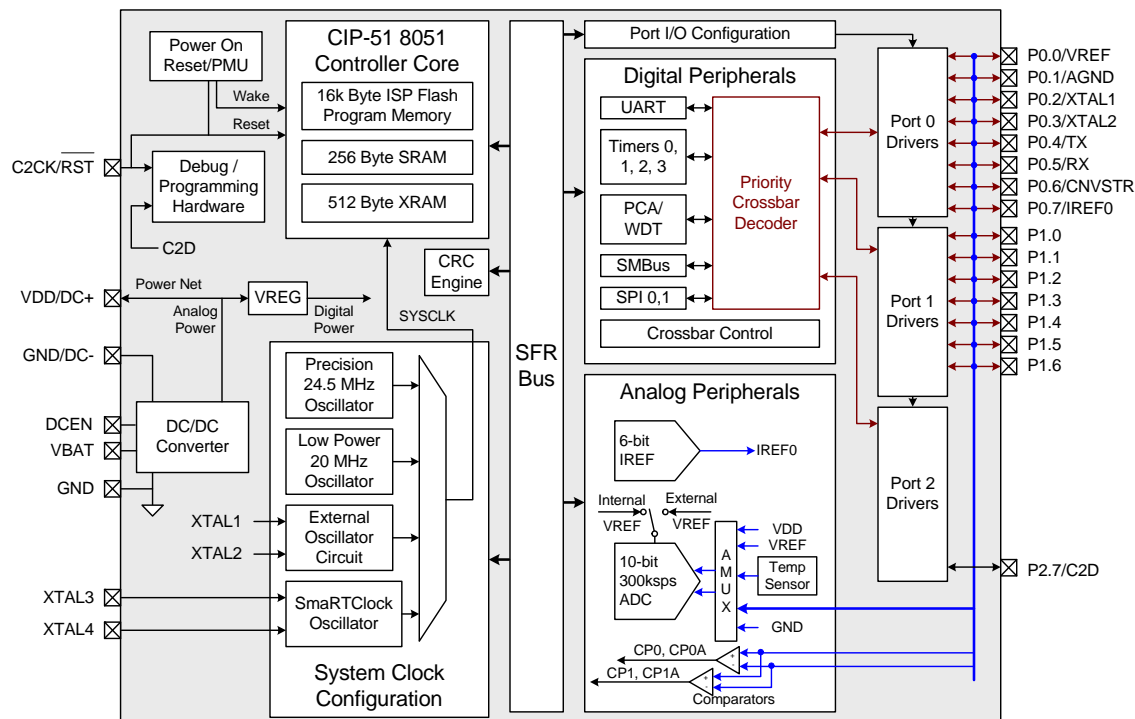 Power On
Reset/PMU
Wake
Reset
C2CK/RST
Debug /
Programming
Hardware
C2D
CIP-51 8051
Controller Core
16k Byte ISP Flash
Program Memory
256 Byte SRAM
512 Byte XRAM
CRC
Engine
VDD/DC+
Power Net
Analog
Power
VREG
Digital
Power
SYSCLK
GND/DC-
DCEN
VBAT
DC/DC
Converter
GND
XTAL1
XTAL2
XTAL3
XTAL4
Precision
24.5 MHz
Oscillator
Low Power
20 MHz
Oscillator
External
Oscillator
Circuit
SmaRTClock
Oscillator
System Clock
Configuration
SFR
Bus
Port I/O Configuration
Digital Peripherals
UART
Timers 0,
1, 2, 3
PCA/
WDT
SMBus
SPI 0,1
Priority
Crossbar
Decoder
Crossbar Control
Analog Peripherals
6-bit
IREF
IREF0
Internal
VREF
External
VREF
10-bit
300ksps
ADC
A
M
U
X
VDD
VREF
Temp
Sensor
GND
CP0, CP0A
+
-
CP1, CP1A
+
-
Comparators
Port 0
Drivers
Port 1
Drivers
Port 2
Drivers
P0.0/VREF
P0.1/AGND
P0.2/XTAL1
P0.3/XTAL2
P0.4/TX
P0.5/RX
P0.6/CNVSTR
P0.7/IREF0
P1.0
P1.1
P1.2
P1.3
P1.4
P1.5
P1.6
P2.7/C2D